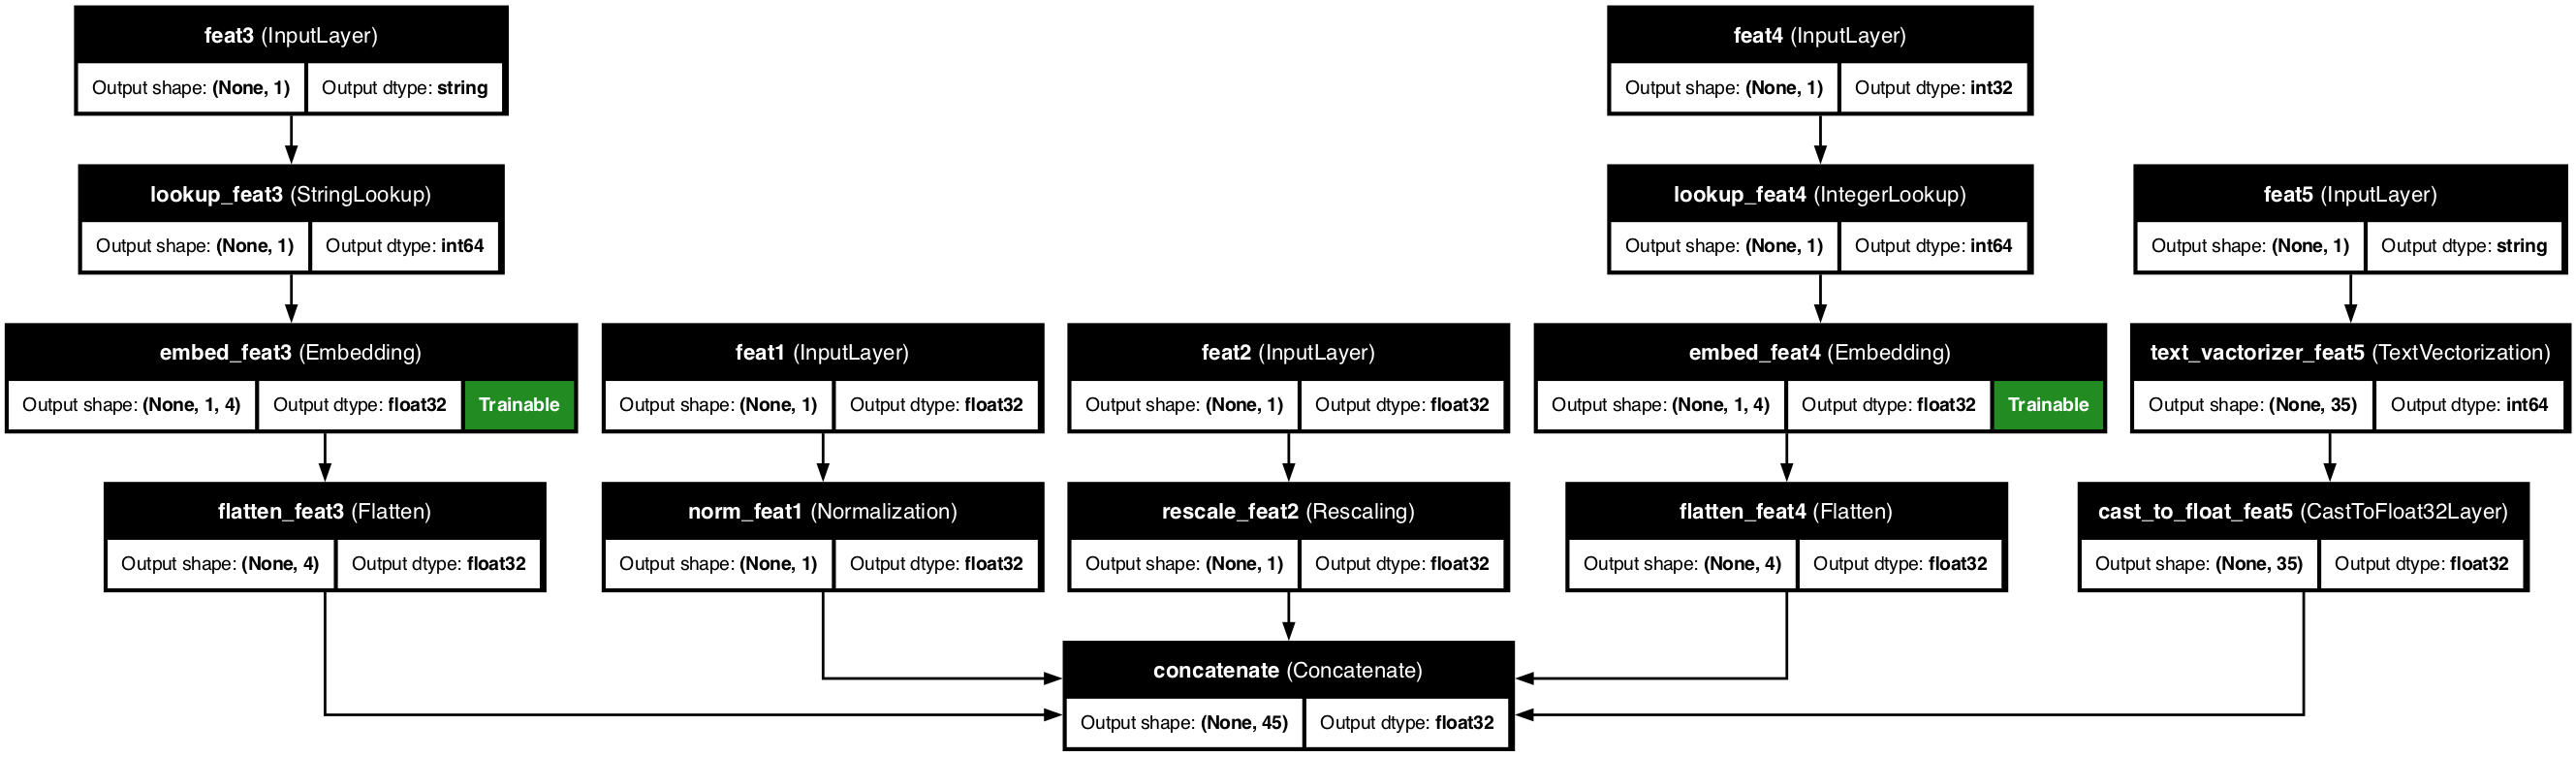 feat3 (InputLayer)
Output shape: (None, 1) Output dtype: string
feat4 (InputLayer)
Output shape: (None, 1) Output dtype: int32
lookup_feat3 (StringLookup)
Output shape: (None, 1) Output dtype: int64
lookup_feat4 (IntegerLookup)
Output shape: (None, 1) Output dtype: int64
feat5 (InputLayer)
Output shape: (None, 1) Output dtype: string
embed_feat3 (Embedding)
Output shape: (None, 1, 4) Output dtype: float32 Trainable
feat1 (InputLayer)
Output shape: (None, 1) Output dtype: float32
feat2 (InputLayer)
Output shape: (None, 1) Output dtype: float32
embed_feat4 (Embedding)
Output shape: (None, 1, 4) Output dtype: float32 Trainable
text_vactorizer_feat5 (TextVectorization)
Output shape: (None, 35) Output dtype: int64
flatten_feat3 (Flatten)
Output shape: (None, 4) Output dtype: float32
norm_feat1 (Normalization)
Output shape: (None, 1) Output dtype: float32
rescale_feat2 (Rescaling)
Output shape: (None, 1) Output dtype: float32
flatten_feat4 (Flatten)
Output shape: (None, 4) Output dtype: float32
cast_to_float_feat5 (CastToFloat32Layer)
Output shape: (None, 35) Output dtype: float32
concatenate (Concatenate)
Output shape: (None, 45) Output dtype: float32